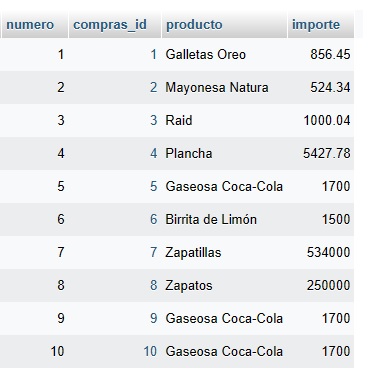 numero compras_id producto importe
1 1 Galletas Oreo 856.45
2 2 Mayonesa Natura 524.34
3 3 Raid 1000.04
4 4 Plancha 5427.78
5 5 Gaseosa Coca-Cola 1700
6 6 Birrita de Limón 1500
7 7 Zapatillas 534000
8 8 Zapatos 250000
9 9 Gaseosa Coca-Cola 1700
10 10 Gaseosa Coca-Cola 1700